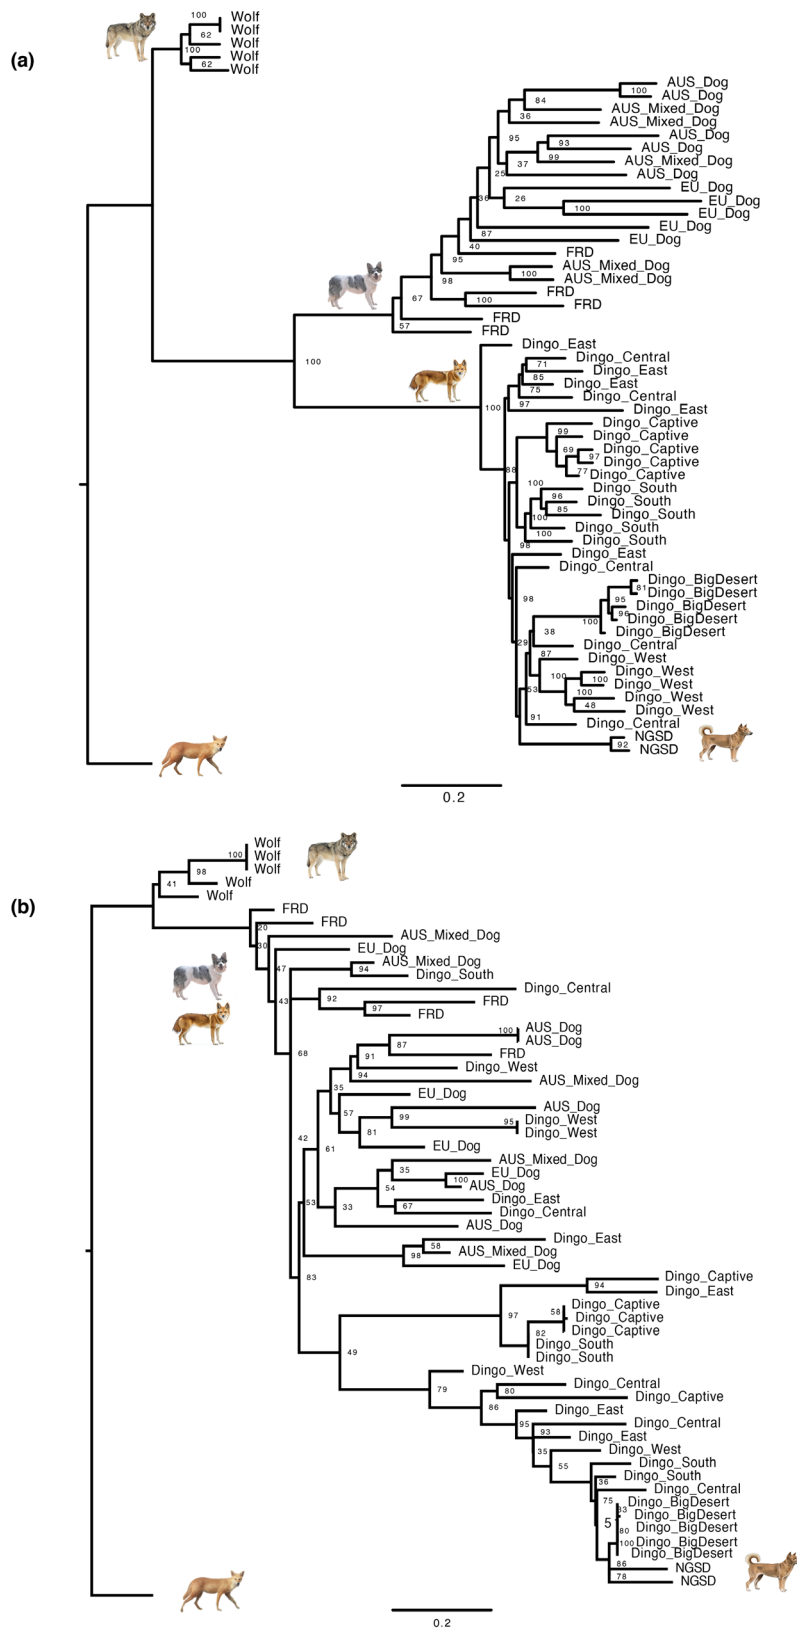 (a)
100
Wolf
Wolf
62
Wolf
100
Wolf
62
Wolf
AUS_Dog
100
AUS_Dog
84
AUS_Mixed_Dog
36
AUS_Mixed_Dog
95
AUS_Dog
93
AUS_Dog
99
AUS_Mixed_Dog
37
25
AUS_Dog
EU_Dog
36
26
EU_Dog
100
EU_Dog
EU_Dog
87
EU_Dog
40
FRD
95
AUS_Mixed_Dog
98
100
AUS_Mixed_Dog
FRD
67
100
FRD
FRD
57
FRD
100
Dingo_East
Dingo_Central
71
Dingo_East
85
Dingo_East
75
Dingo_Central
97
100
Dingo_East
Dingo_Central
99
Dingo_Captive
Dingo_Captive
69
97
Dingo_Captive
88
77
Dingo_Captive
100
Dingo_South
96
Dingo_South
85
100
Dingo_South
Dingo_South
100
98
Dingo_South
Dingo_East
Dingo_Central
Dingo_BigDesert
81
Dingo_BigDesert
98
95
Dingo_BigDesert
96
Dingo_BigDesert
100
38
Dingo_BigDesert
29
Dingo_Central
87
Dingo_West
Dingo_West
100
100
Dingo_West
53
100
Dingo_West
48
Dingo_West
91
Dingo_Central
NGSD
92
NGSD
0.2
(b)
Wolf
100
Wolf
Wolf
98
41
Wolf
Wolf
FRD
20
FRD
30
AUS_Mixed_Dog
EU_Dog
47
AUS_Mixed_Dog
94
Dingo_South
Dingo_Central
43
92
FRD
97
FRD
100
AUS_Dog
AUS_Dog
87
68
91
FRD
94
Dingo_West
35
AUS_Mixed_Dog
EU_Dog
57
AUS_Dog
99
95
Dingo_West
81
Dingo_West
42
61
EU_Dog
AUS_Mixed_Dog
35
EU_Dog
100
AUS_Dog
54
Dingo_East
53
33
67
Dingo_Central
AUS_Dog
Dingo_East
58
98
AUS_Mixed_Dog
EU_Dog
83
Dingo_Captive
94
Dingo_East
97
58
Dingo_Captive
Dingo_Captive
82
Dingo_Captive
Dingo_South
49
Dingo_South
Dingo_West
79
Dingo_Central
80
Dingo_Captive
86
Dingo_East
95
Dingo_Central
93
Dingo_East
35
Dingo_West
55
Dingo_South
36
Dingo_South
Dingo_Central
75
Dingo_BigDesert
5
Dingo_BigDesert
80
Dingo_BigDesert
100
Dingo_BigDesert
Dingo_BigDesert
86
NGSD
78
NGSD
0.2